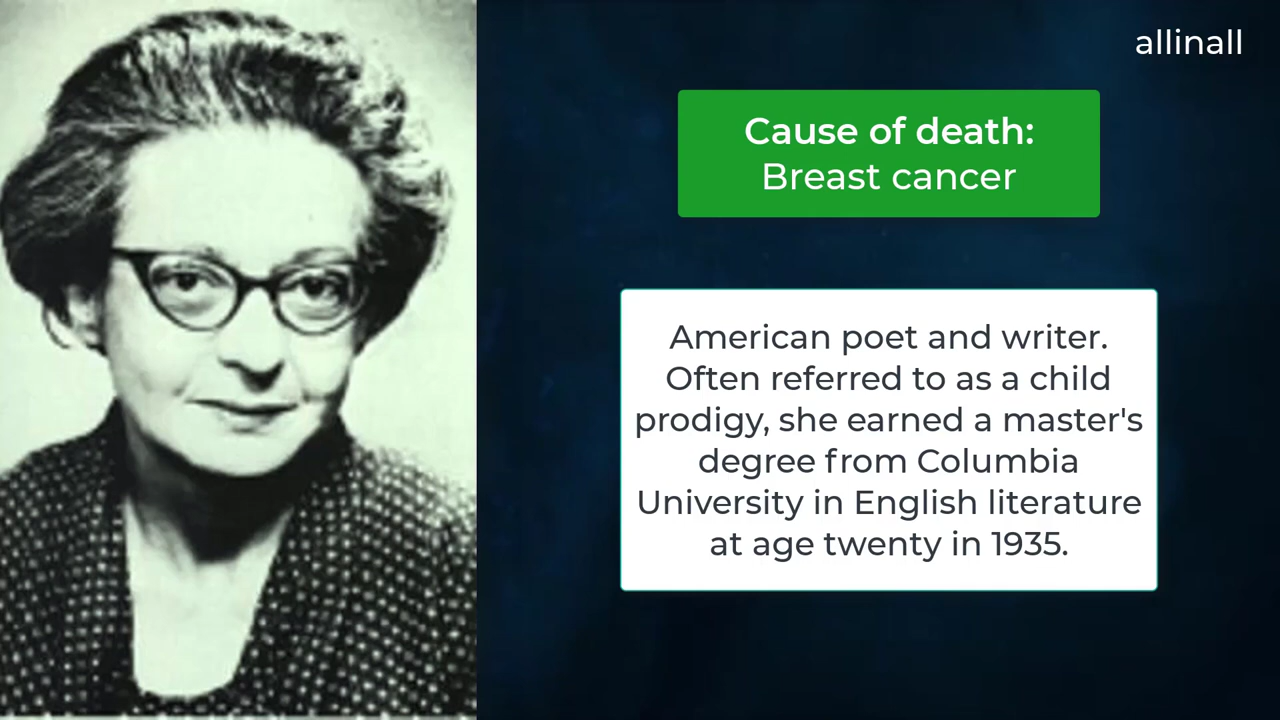 allinall
Cause of death:
Breast cancer
American poet and writer.
Often referred to as a child
prodigy, she earned a master's
degree from Columbia
University in English literature
at age twenty in 1935.